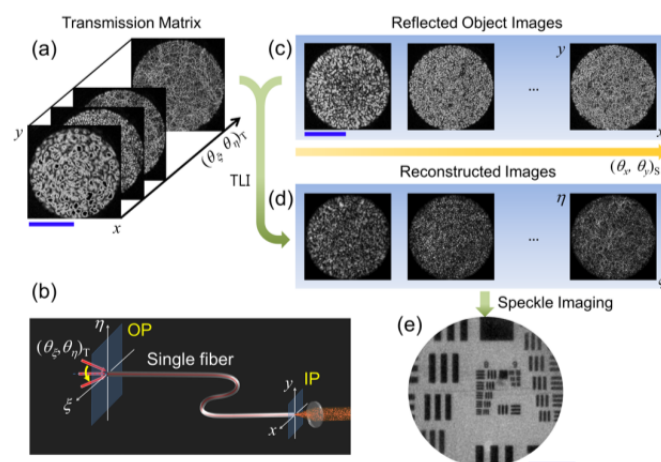 Transmission Matrix
Reflected Object Images
(a)
(c)
y
...
y
x
(θξ, θη)T
TLI
(θx, θy)S
Reconstructed Images
(d)
η
...
(b)
η
OP
(θξ, θη)T
Single fiber
y
IP
ξ
x
Speckle Imaging
(e)